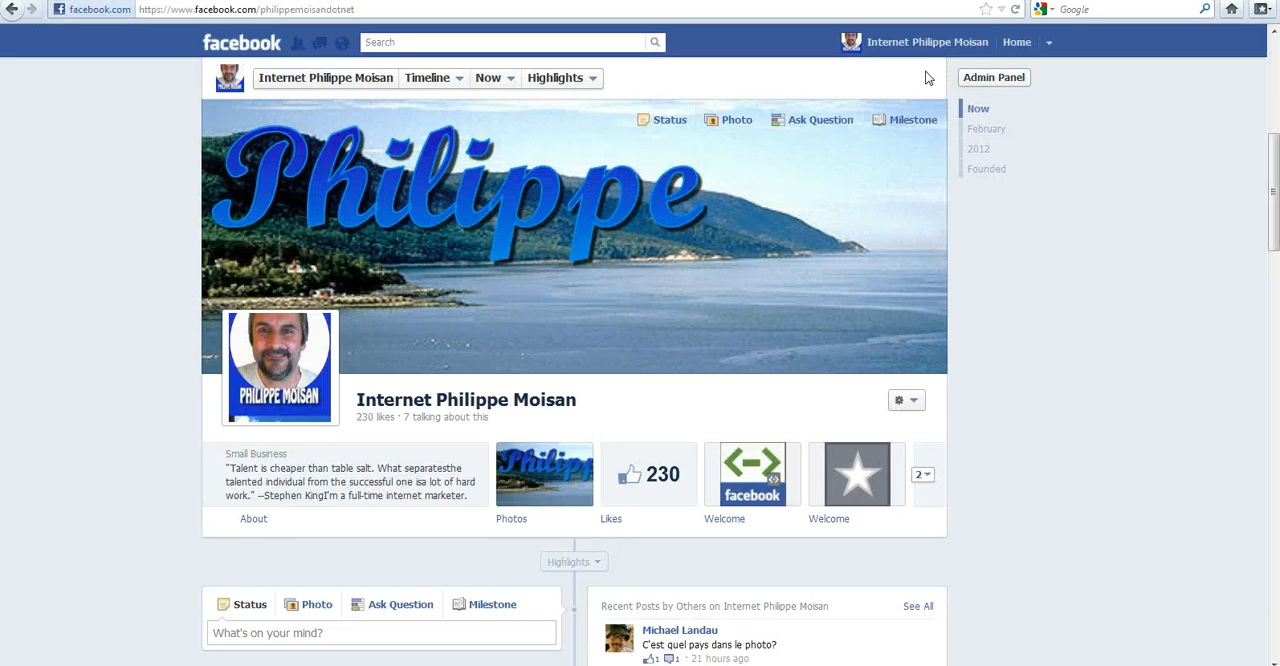 facebook.com
https://www.facebook.com/philippemoisandotnet
Google
facebook
Search
Internet Philippe Moisan
Home
Internet Philippe Moisan
Timeline
Now
Highlights
Admin Panel
Now
February
2012
Founded
Status
Photo
Ask Question
Milestone
Philippe
PHILIPPE MOISAN
Internet Philippe Moisan
230 likes · 7 talking about this
Small Business
"Talent is cheaper than table salt. What separatesthe
talented individual from the successful one isa lot of hard
work." --Stephen KingI'm a full-time internet marketer.
About
Philipp
Photos
230
Likes
facebook
Welcome
Welcome
2
Highlights
Status
Photo
Ask Question
Milestone
What's on your mind?
Recent Posts by Others on Internet Philippe Moisan
See All
Michael Landau
C'est quel pays dans le photo?
1 1 · 21 hours ago